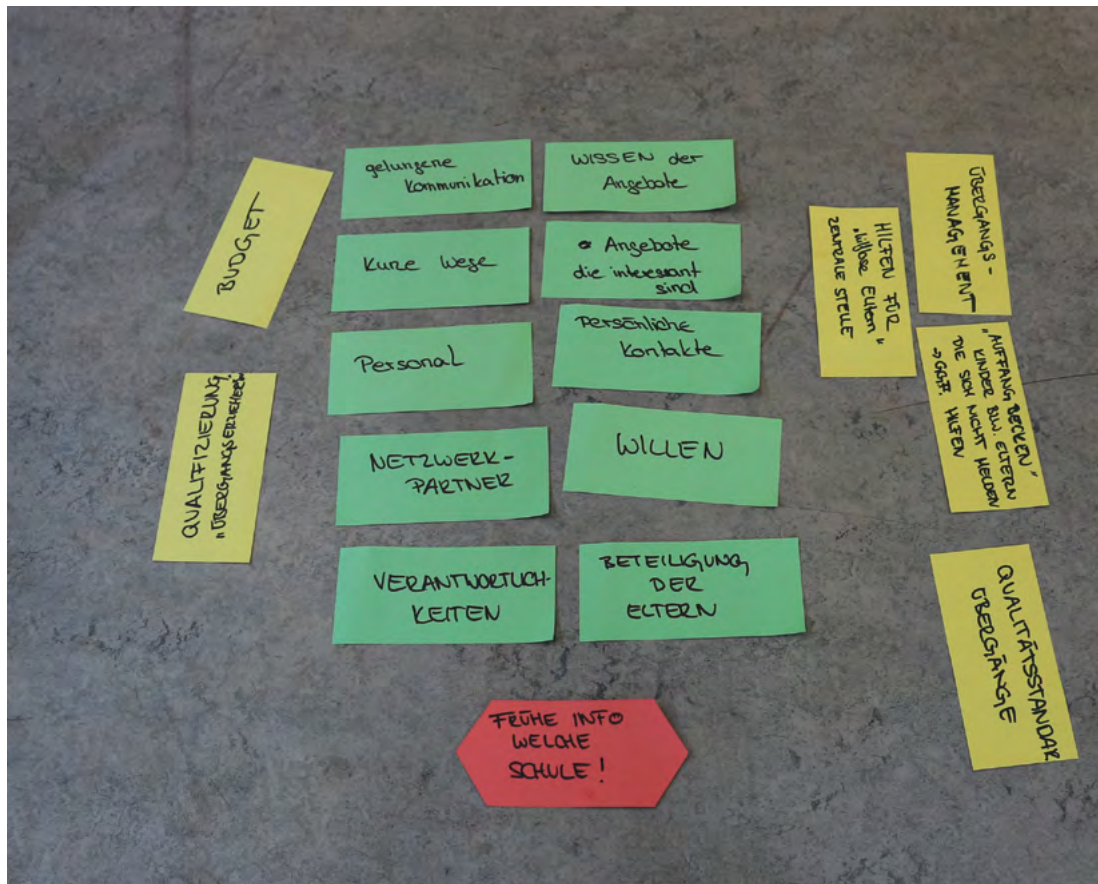 BUDGET
QUALIFIZIERUNG
„ÜBERGANGSERZIEHER"
gelungene
Kommunikation
Kurze Wege
Personal
NETZWERK-
PARTNER
VERANTWORTLICH-
KEITEN
WISSEN der
Angebote
• Angebote
die interessant
sind
Persönliche
Kontakte
WILLEN
BETEILIGUNG
DER
ELTERN
FRÜHE INFO
WELCHE
SCHULE!
HILFEN FÜR
„hilflose Eltern"
ZENTRALE STELLE
ÜBERGANGS-
MANAGEMENT
„AUFFANG BECKEN"
KINDER BZW. ELTERN
DIE SICH NICHT MELDEN
→ GGF. HILFEN
QUALITÄTSSTANDAR
ÜBERGÄNGE